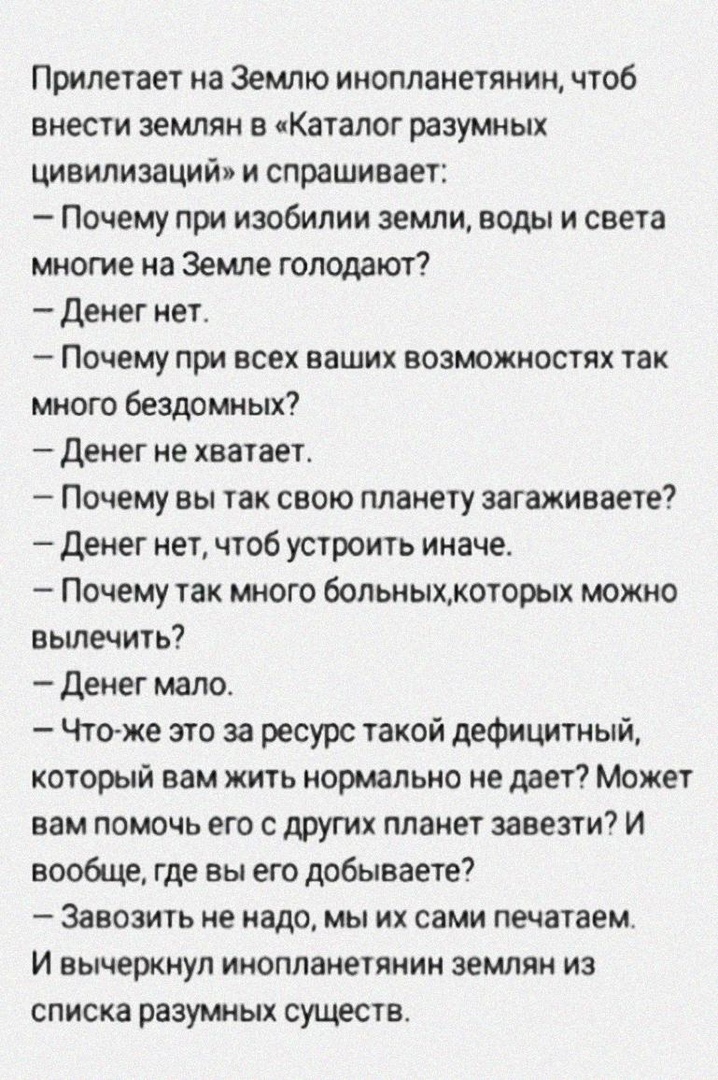 Прилетает на Землю инопланетянин, чтоб
внести землян в «Каталог разумных
цивилизаций» и спрашивает:
— Почему при изобилии земли, воды и света
многие на Земле голодают?
— Денег нет.
— Почему при всех ваших возможностях так
много бездомных?
— Денег не хватает.
— Почему вы так свою планету загаживаете?
— Денег нет, чтоб устроить иначе.
— Почему так много больных,которых можно
вылечить?
— Денег мало.
— Что-же это за ресурс такой дефицитный,
который вам жить нормально не дает? Может
вам помочь его с других планет завезти? И
вообще, где вы его добываете?
— Завозить не надо, мы их сами печатаем.
И вычеркнул инопланетянин землян из
списка разумных существ.